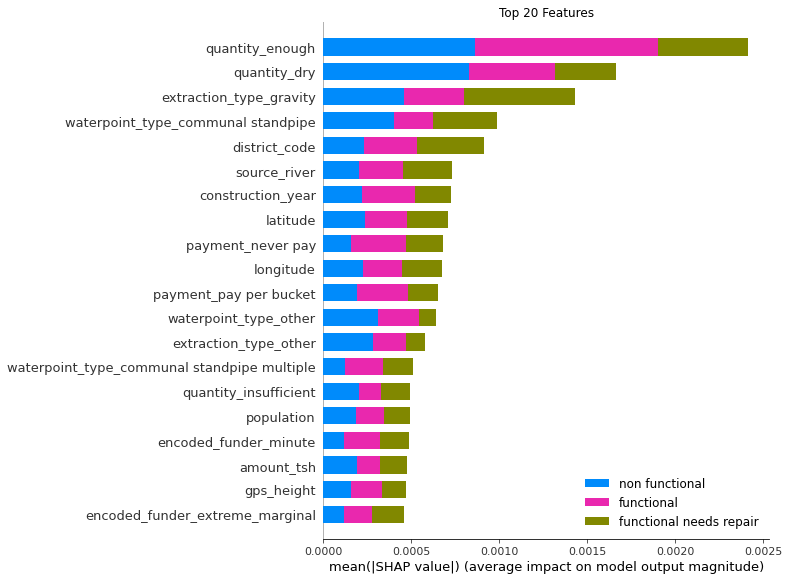 Top 20 Features
quantity_enough
quantity_dry
extraction_type_gravity
waterpoint_type_communal standpipe
district_code
source_river
construction_year
latitude
payment_never pay
longitude
payment_pay per bucket
waterpoint_type_other
extraction_type_other
waterpoint_type_communal standpipe multiple
quantity_insufficient
population
encoded_funder_minute
amount_tsh
gps_height
encoded_funder_extreme_marginal
non functional
functional
functional needs repair
0.0000 0.0005 0.0010 0.0015 0.0020 0.0025
mean(|SHAP value|) (average impact on model output magnitude)